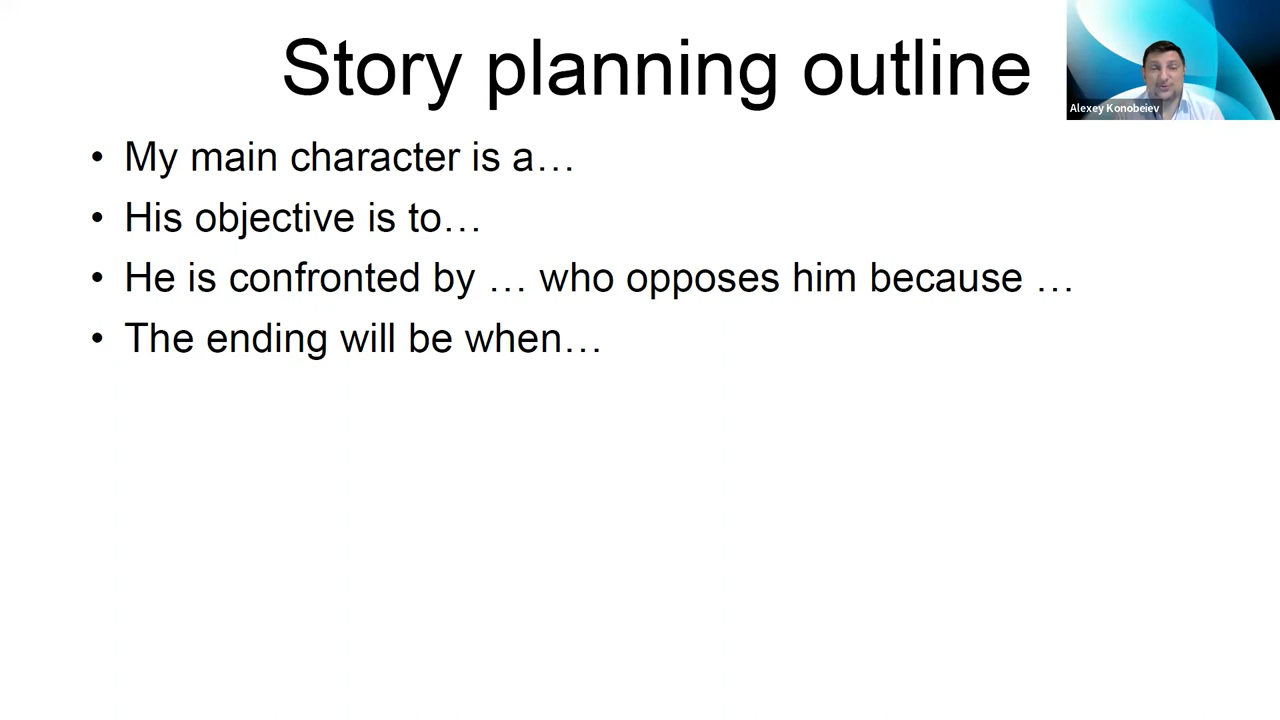 Story planning outline
Alexey Konobeiev
• My main character is a…
• His objective is to…
• He is confronted by … who opposes him because …
• The ending will be when…